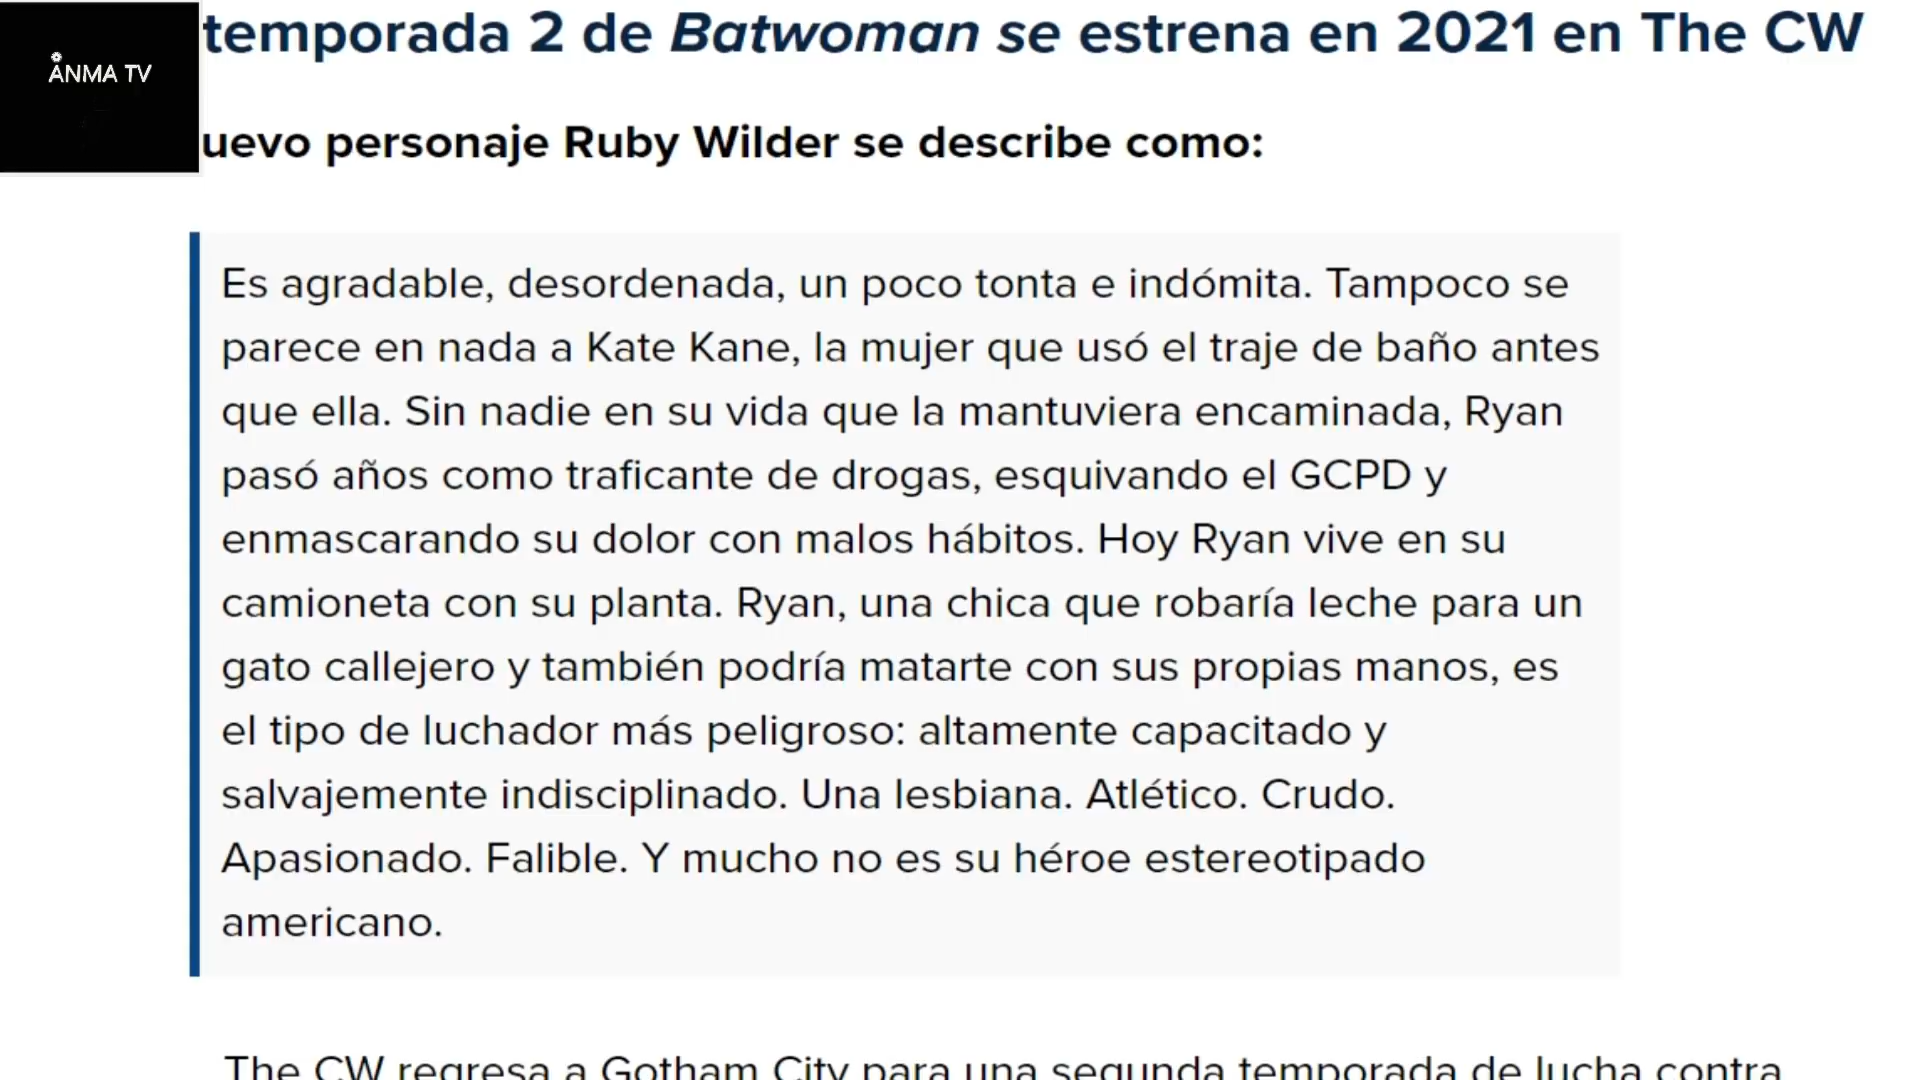 temporada 2 de Batwoman se estrena en 2021 en The CW
ÅNMA TV
uevo personaje Ruby Wilder se describe como:
Es agradable, desordenada, un poco tonta e indómita. Tampoco se
parece en nada a Kate Kane, la mujer que usó el traje de baño antes
que ella. Sin nadie en su vida que la mantuviera encaminada, Ryan
pasó años como traficante de drogas, esquivando el GCPD y
enmascarando su dolor con malos hábitos. Hoy Ryan vive en su
camioneta con su planta. Ryan, una chica que robaría leche para un
gato callejero y también podría matarte con sus propias manos, es
el tipo de luchador más peligroso: altamente capacitado y
salvajemente indisciplinado. Una lesbiana. Atlético. Crudo.
Apasionado. Falible. Y mucho no es su héroe estereotipado
americano.
The CW regresa a Gotham City para una segunda temporada de lucha contra